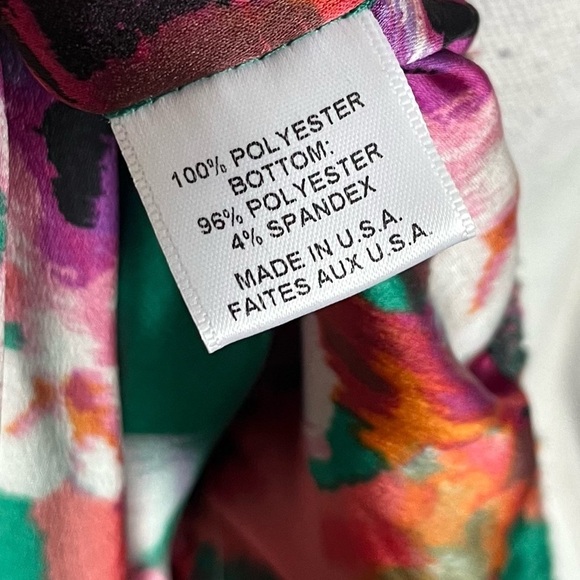 100% POLYESTER
BOTTOM:
96% POLYESTER
4% SPANDEX
MADE IN U.S.A.
FAITES AUX U.S.A.